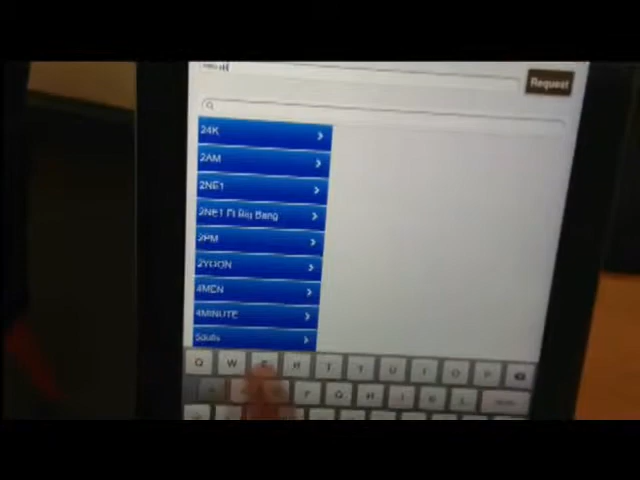 Request
24K
2AM
2NE1
2NE1 Ft Big Bang
2PM
2YOON
4MEN
4MINUTE
Q W E R T Y U I O P